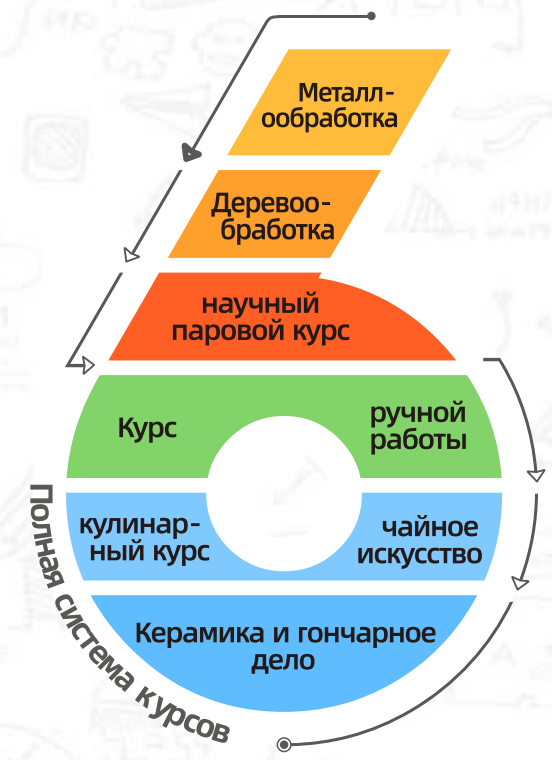 Металл-
ообработка
Деревоо-
бработка
научный
паровой курс
Курс
ручной
работы
кулинар-
ный курс
чайное
искусство
Керамика и гончарное
дело
Полная система курсов